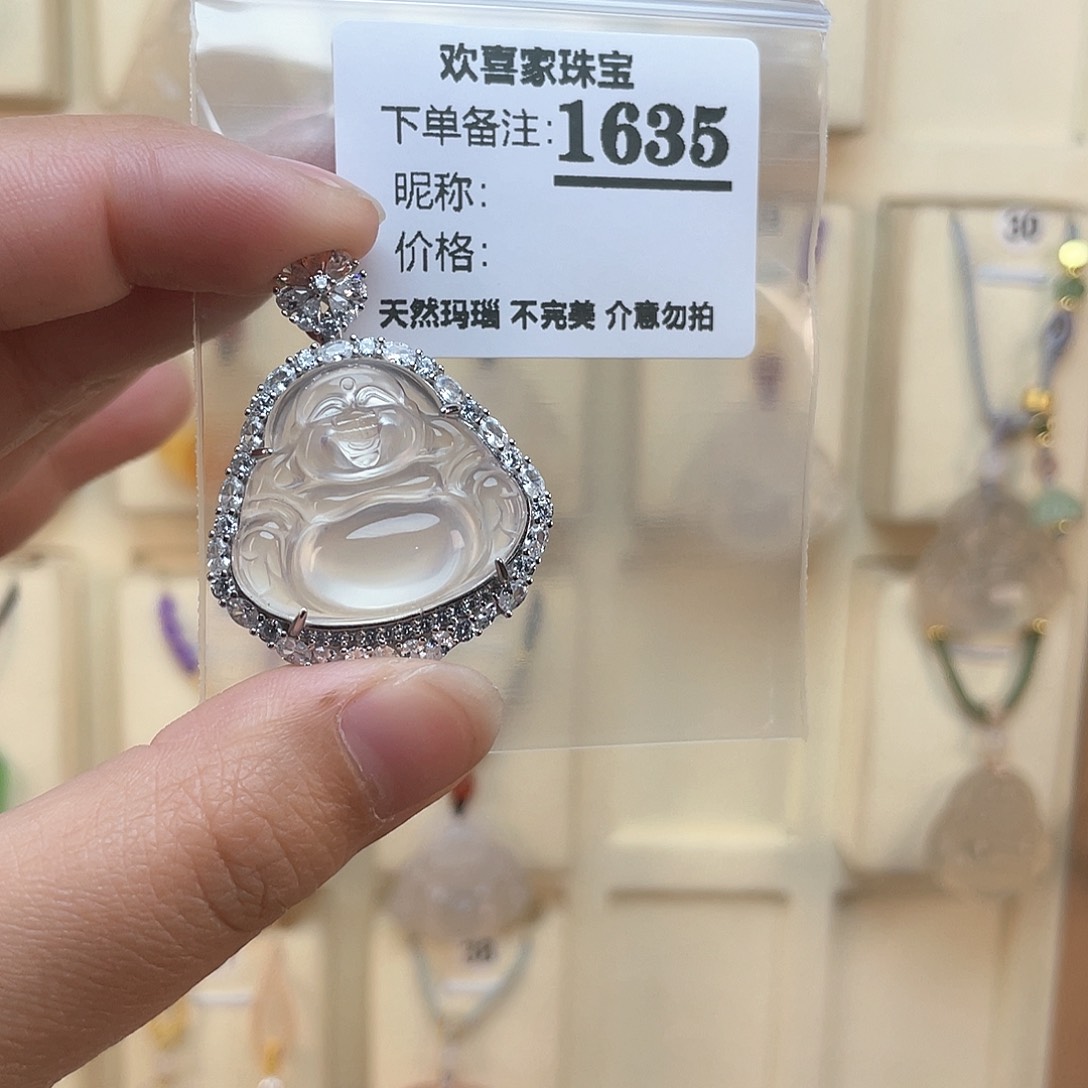 欢喜家珠宝
下单备注:1635
昵称:
价格:
天然玛瑙 不完美 介意勿拍
30